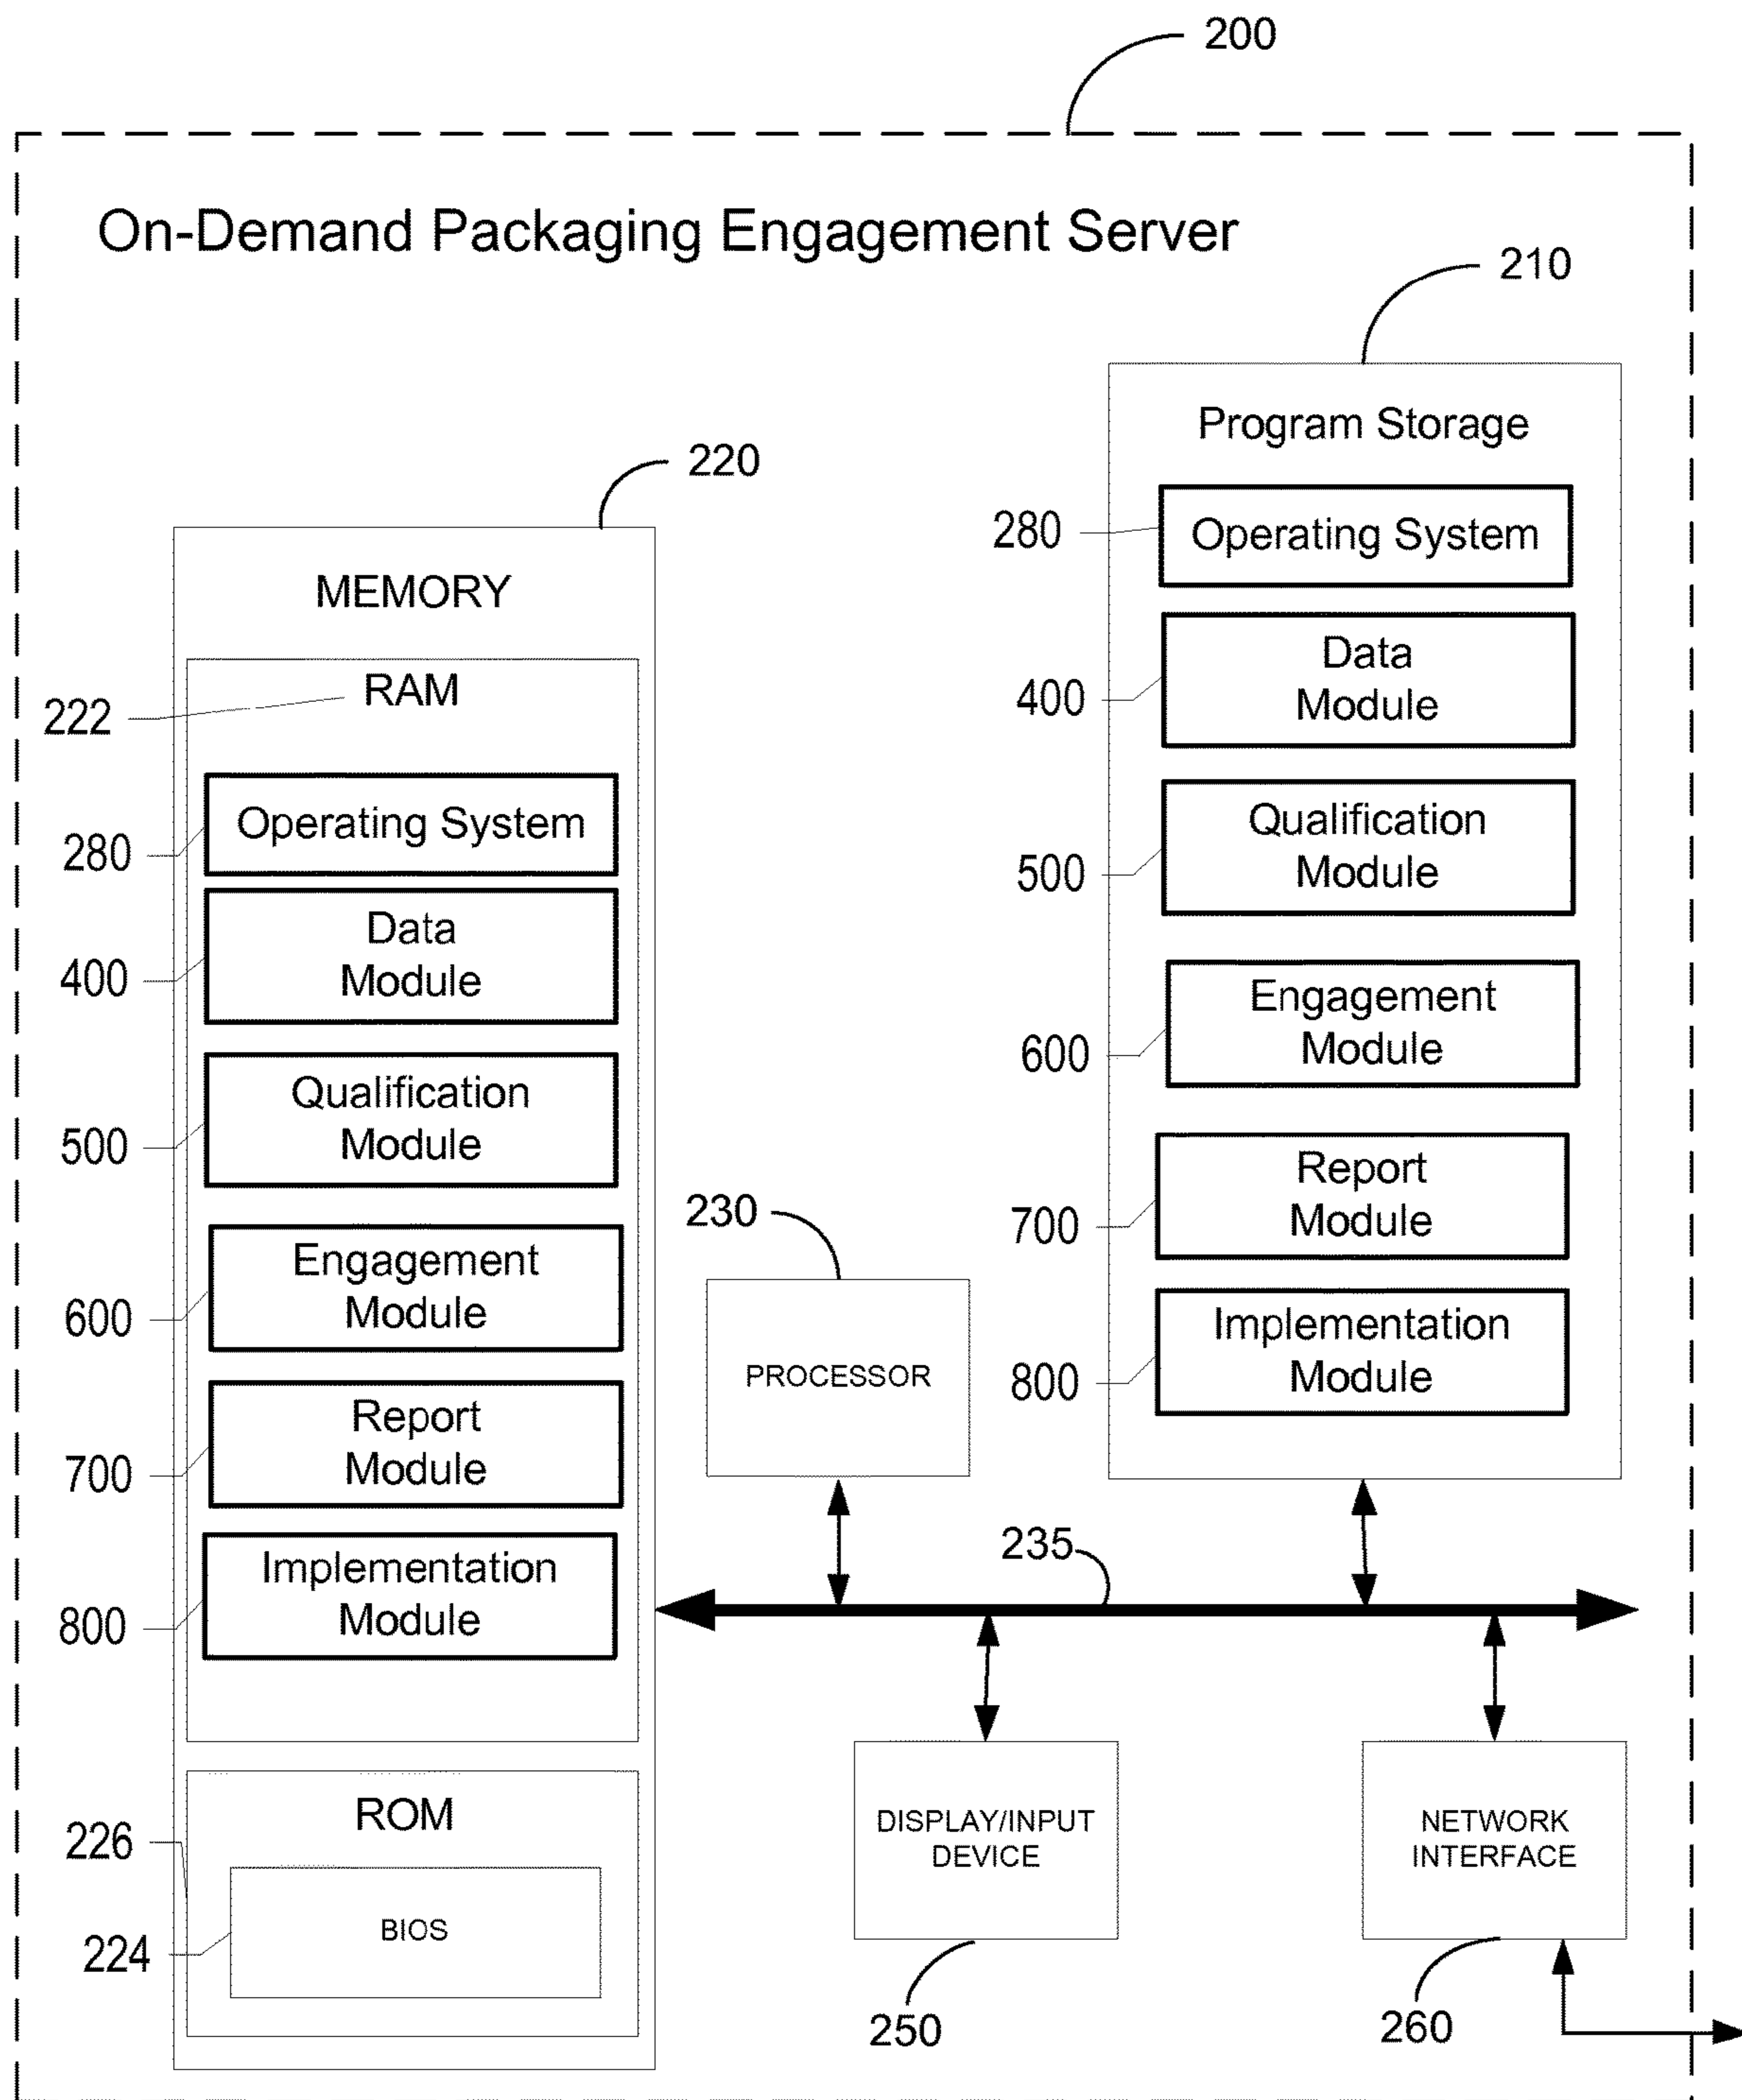 200
On-Demand Packaging Engagement Server
210
Program Storage
280
Operating System
400
Data
Module
500
Qualification
Module
600
Engagement
Module
700
Report
Module
800
Implementation
Module
220
MEMORY
222
RAM
280
Operating System
400
Data
Module
500
Qualification
Module
600
Engagement
Module
700
Report
Module
800
Implementation
Module
226
ROM
224
BIOS
230
PROCESSOR
235
DISPLAY/INPUT
DEVICE
250
NETWORK
INTERFACE
260